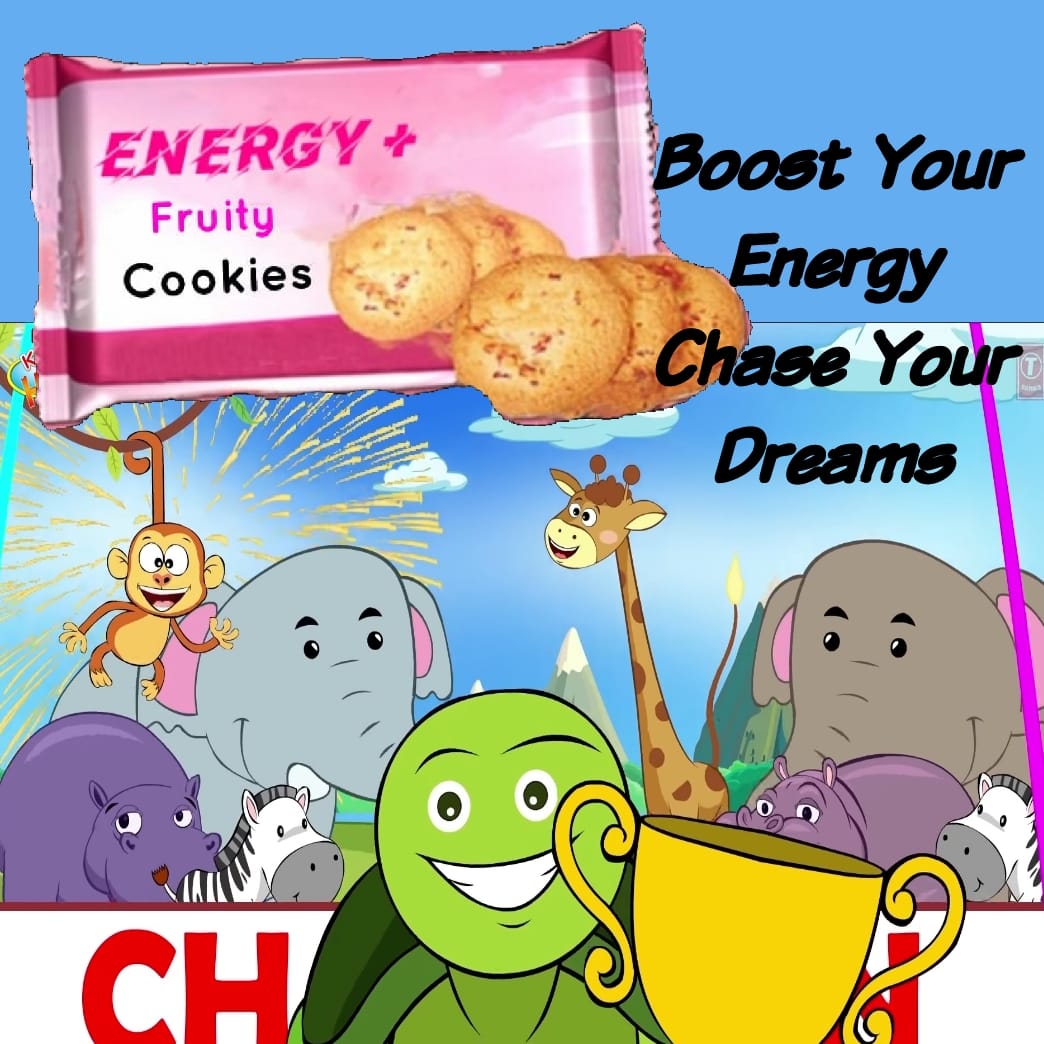 ENERGY +
Fruity
Cookies
Boost Your
Energy
Chase Your
Dreams
T
CH N